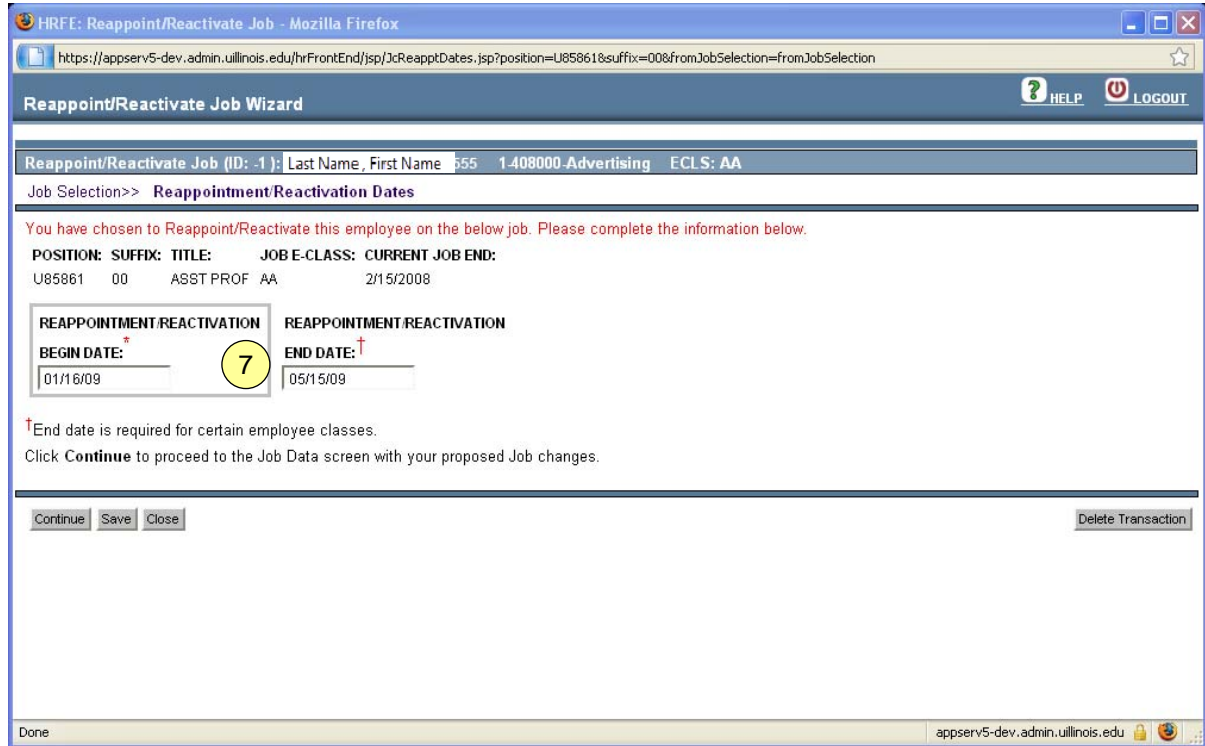 HRFE: Reappoint/Reactivate Job - Mozilla Firefox
https://appserv5-dev.admin.uillinois.edu/hrFrontEnd/jsp/JcReapptDates.jsp?position=U85861&suffix=00&fromJobSelection=fromJobSelection
Reappoint/Reactivate Job Wizard ? HELP LOGOUT
Reappoint/Reactivate Job (ID: -1 ): Last Name, First Name 555 1-408000-Advertising ECLS: AA
Job Selection>> Reappointment/Reactivation Dates
You have chosen to Reappoint/Reactivate this employee on the below job. Please complete the information below.
POSITION: SUFFIX: TITLE: JOB E-CLASS: CURRENT JOB END:
U85861 00 ASST PROF AA 2/15/2008
REAPPOINTMENT/REACTIVATION REAPPOINTMENT/REACTIVATION
BEGIN DATE:* 7 END DATE:†
01/16/09 05/15/09
†End date is required for certain employee classes.
Click Continue to proceed to the Job Data screen with your proposed Job changes.
Continue Save Close Delete Transaction
Done appserv5-dev.admin.uillinois.edu